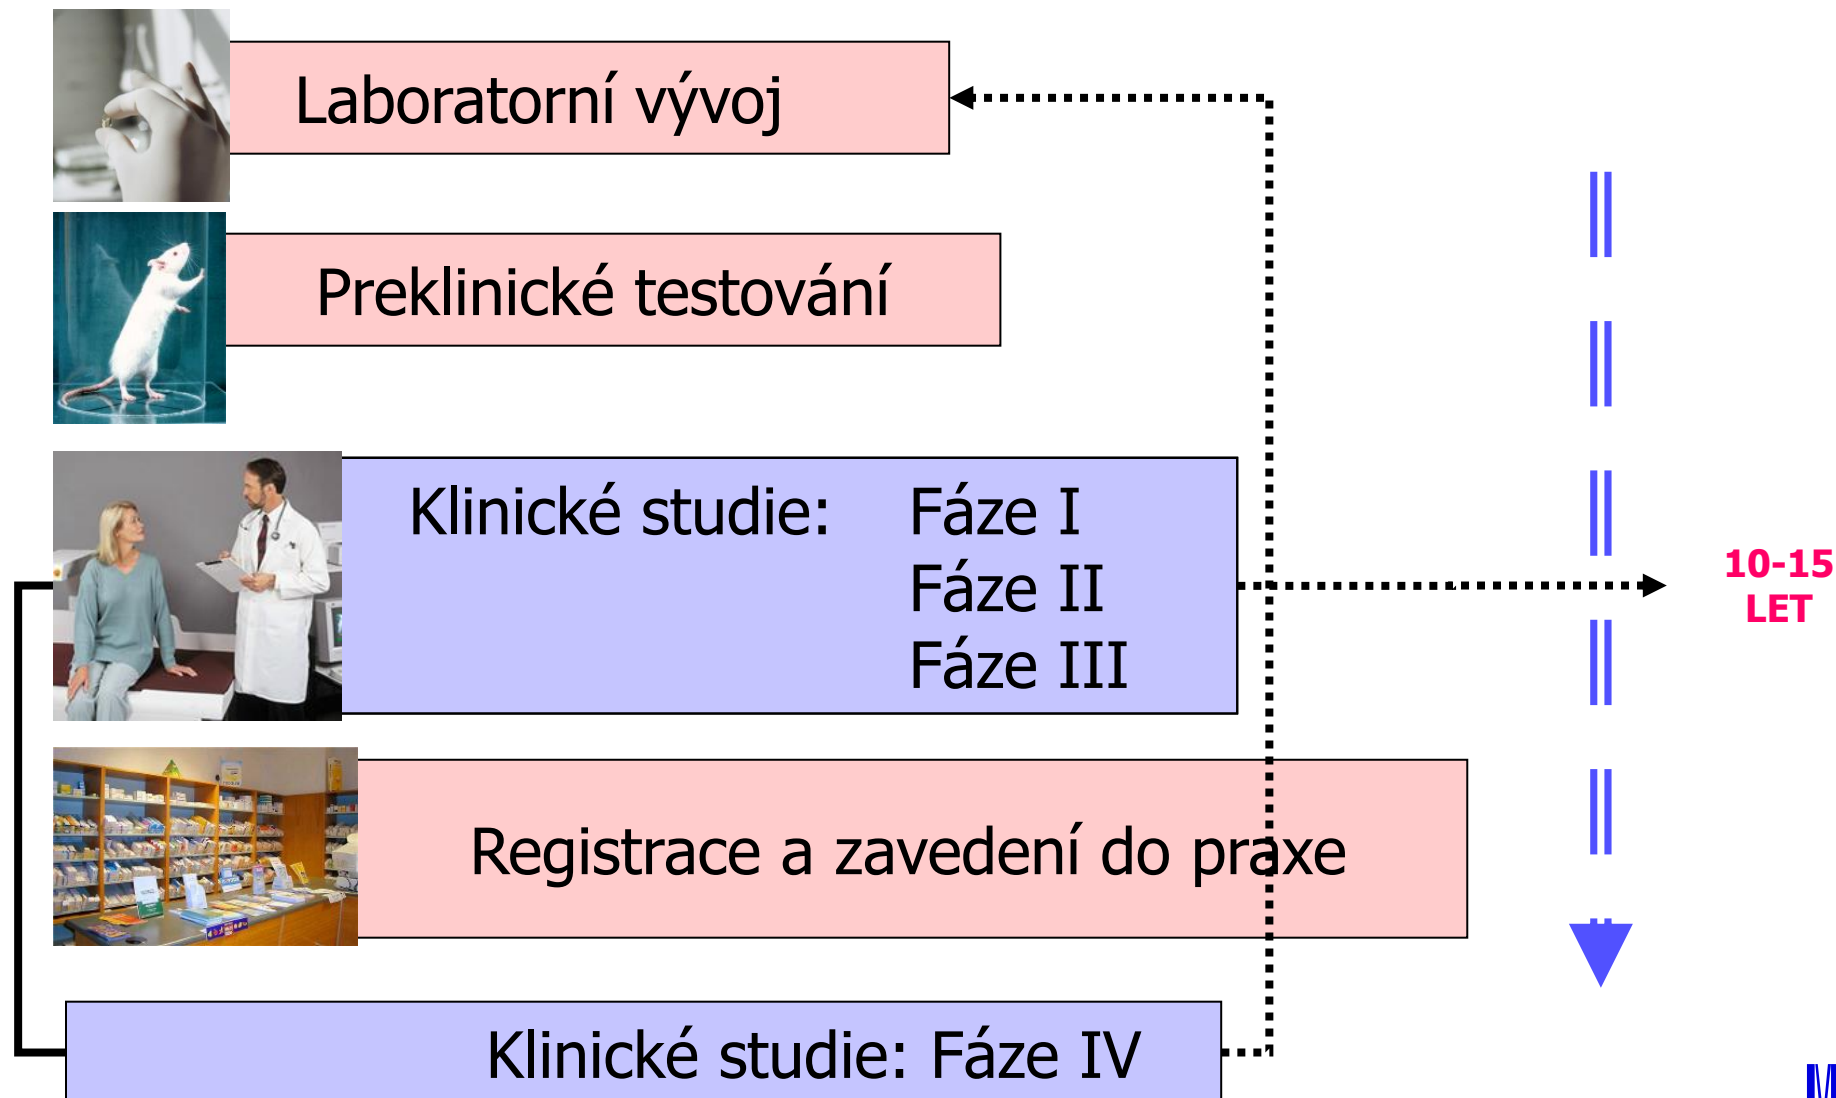 Laboratorní vývoj
Preklinické testování
Klinické studie: Fáze I
Fáze II
Fáze III
10-15
LET
Registrace a zavedení do praxe
Klinické studie: Fáze IV